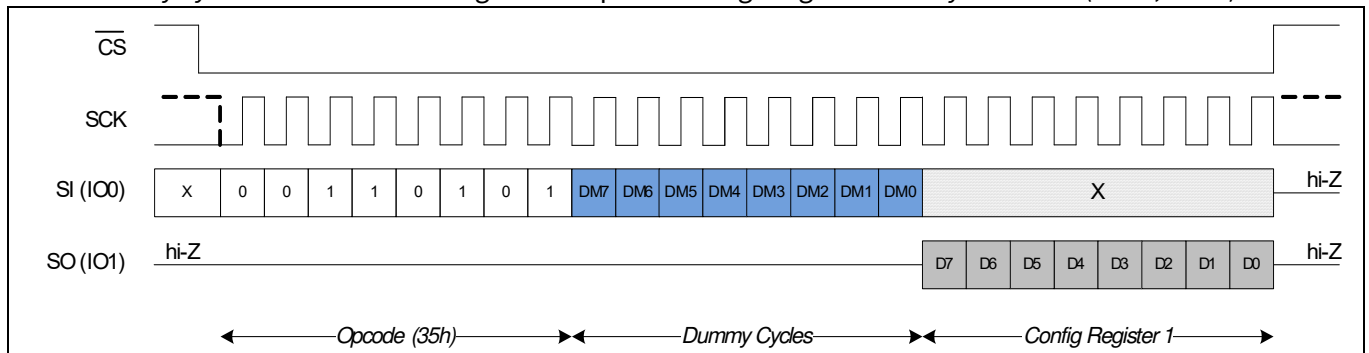 CS
SCK
SI (IO0) X 0 0 1 1 0 1 0 1 DM7 DM6 DM5 DM4 DM3 DM2 DM1 DM0 X hi-Z
SO (IO1) hi-Z D7 D6 D5 D4 D3 D2 D1 D0 hi-Z
Opcode (35h) Dummy Cycles Config Register 1